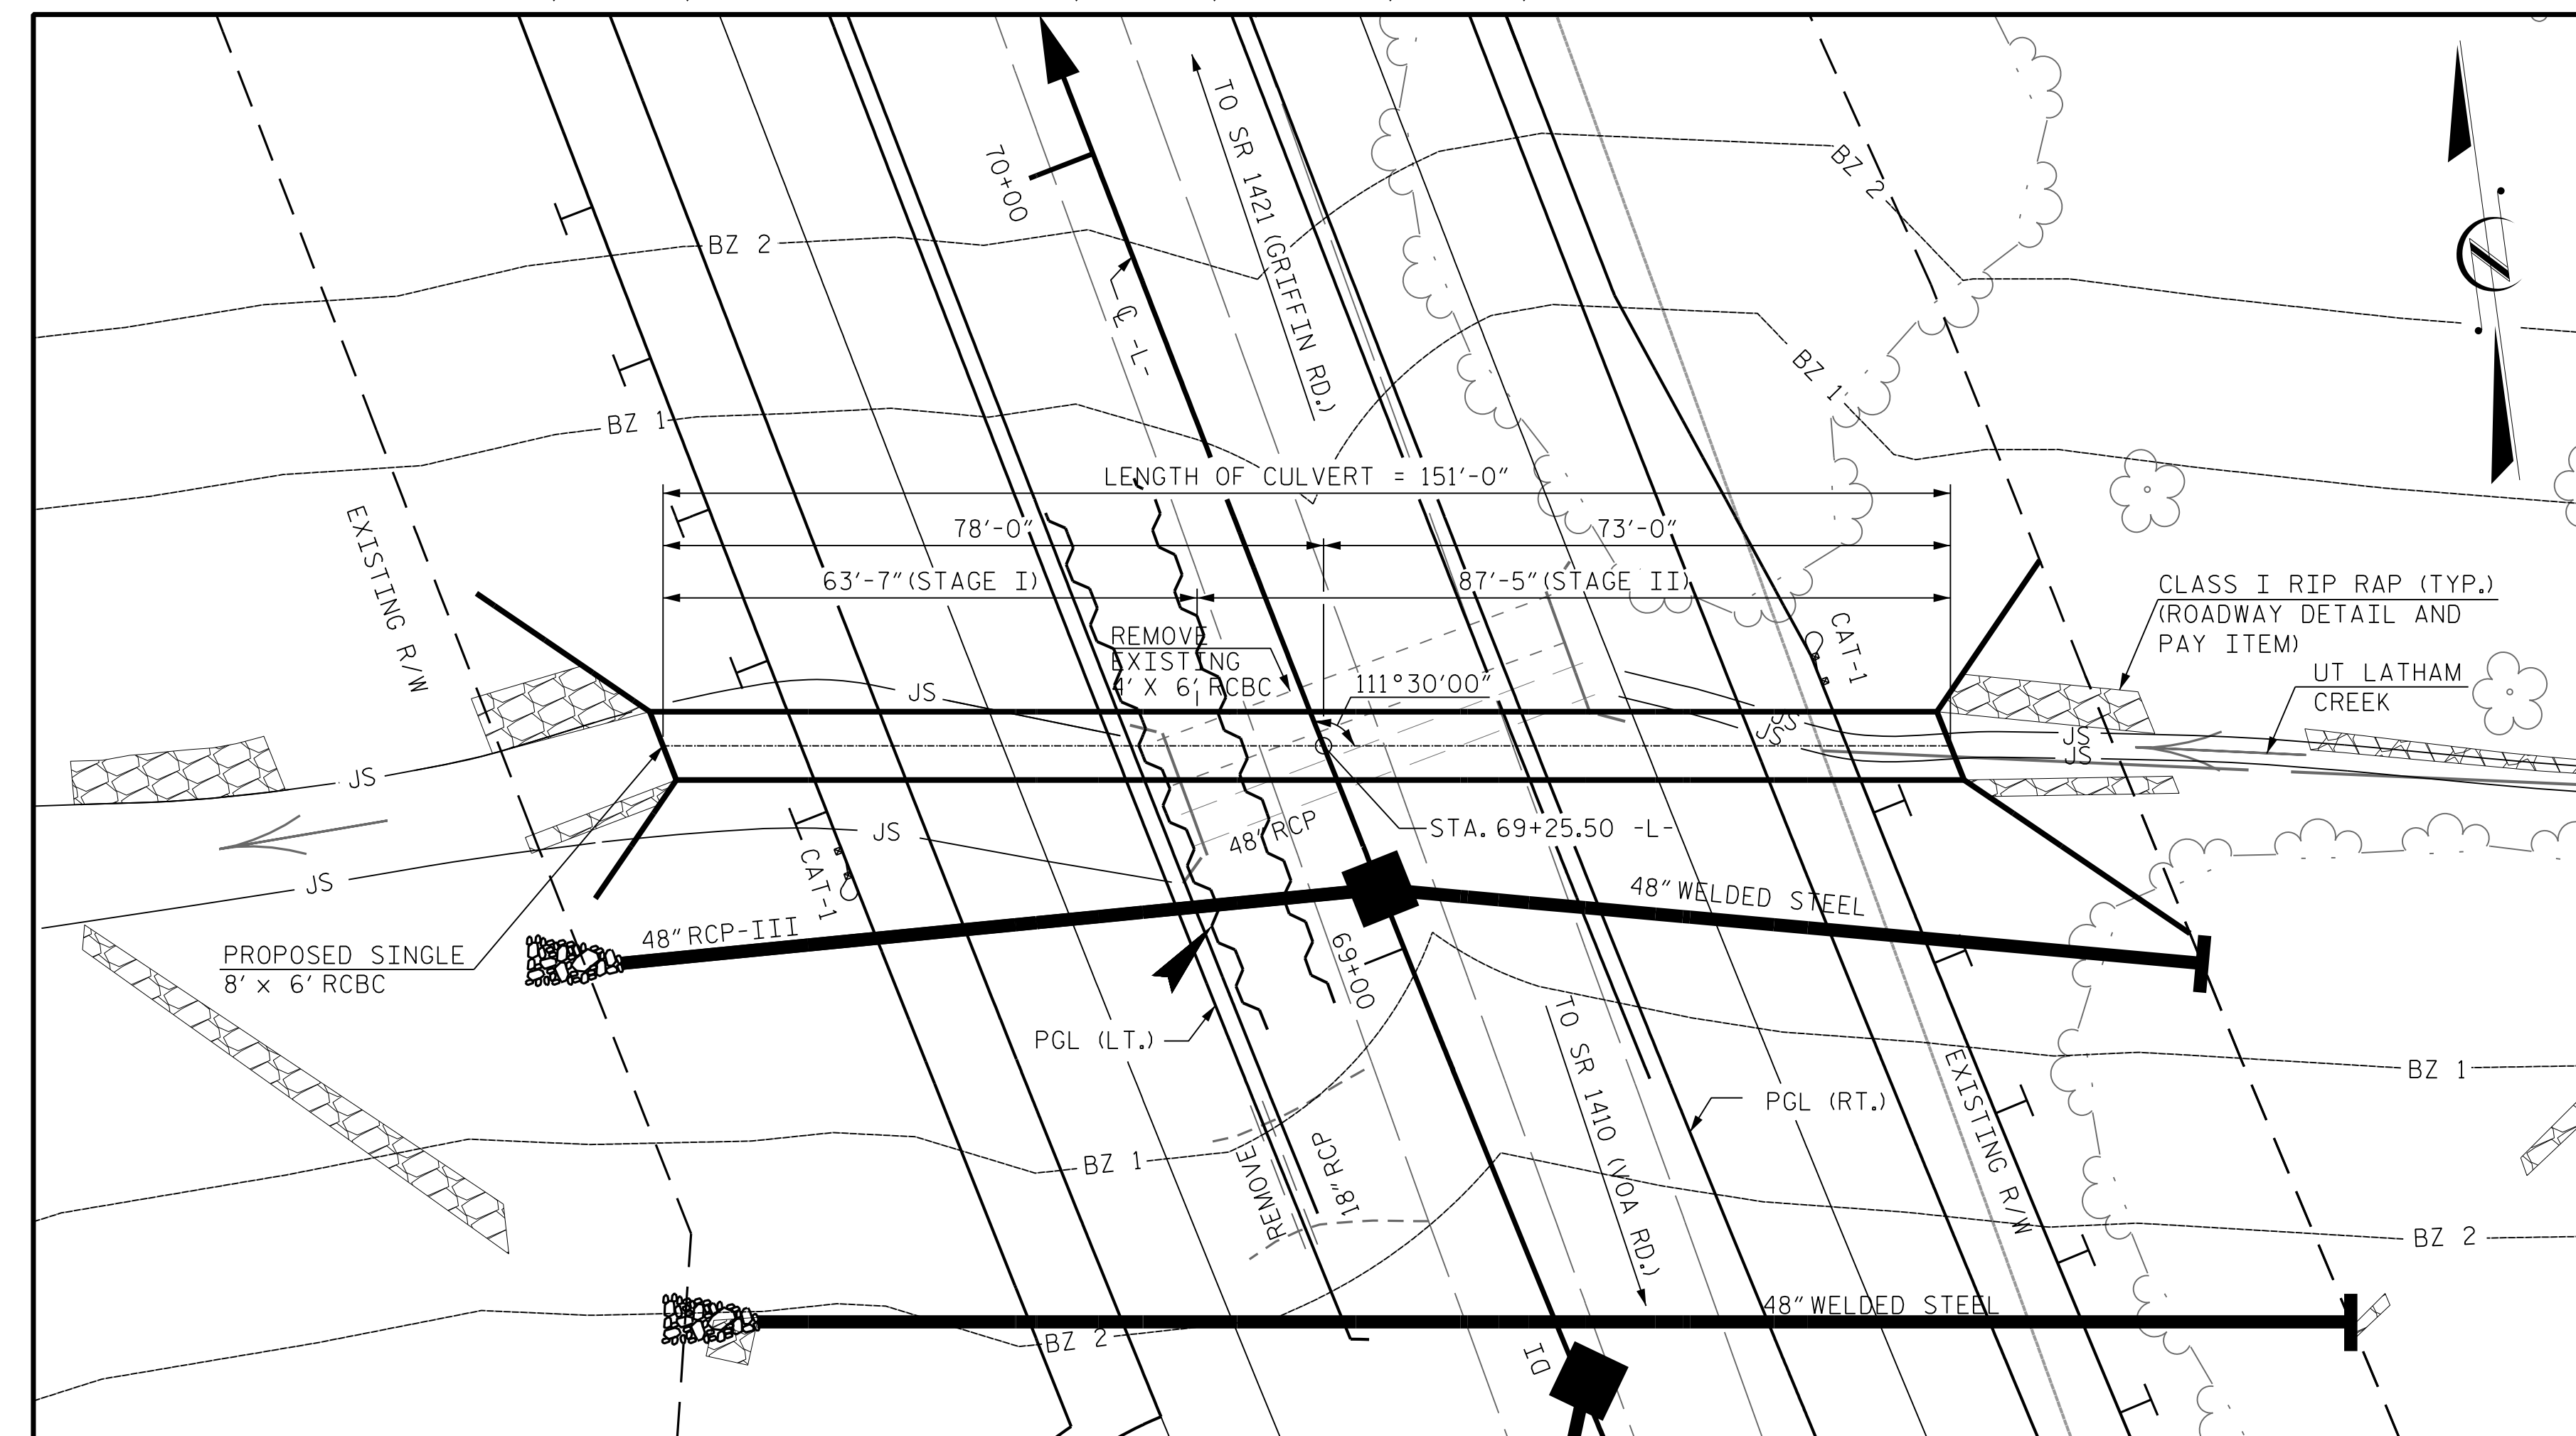 TO SR 1421 (GRIFFIN RD.)
70+00
BZ 2
BZ 2
℄ -L-
BZ 1
BZ 1
LENGTH OF CULVERT = 151'-0"
78'-0"
73'-0"
63'-7" (STAGE I)
87'-5" (STAGE II)
EXISTING R/W
REMOVE
EXISTING
4' X 6' RCBC
111°30'00"
CAT-1
CLASS I RIP RAP (TYP.)
(ROADWAY DETAIL AND
PAY ITEM)
UT LATHAM
CREEK
JS
JS
JS
JS
JS
JS
JS
JS
48" RCP
STA. 69+25.50 -L-
CAT-1
48" RCP-III
48" WELDED STEEL
PROPOSED SINGLE
8' x 6' RCBC
69+00
PGL (LT.)
TO SR 1410 (VOA RD.)
PGL (RT.)
EXISTING R/W
BZ 1
BZ 1
REMOVE
18" RCP
BZ 2
BZ 2
48" WELDED STEEL
DI
N